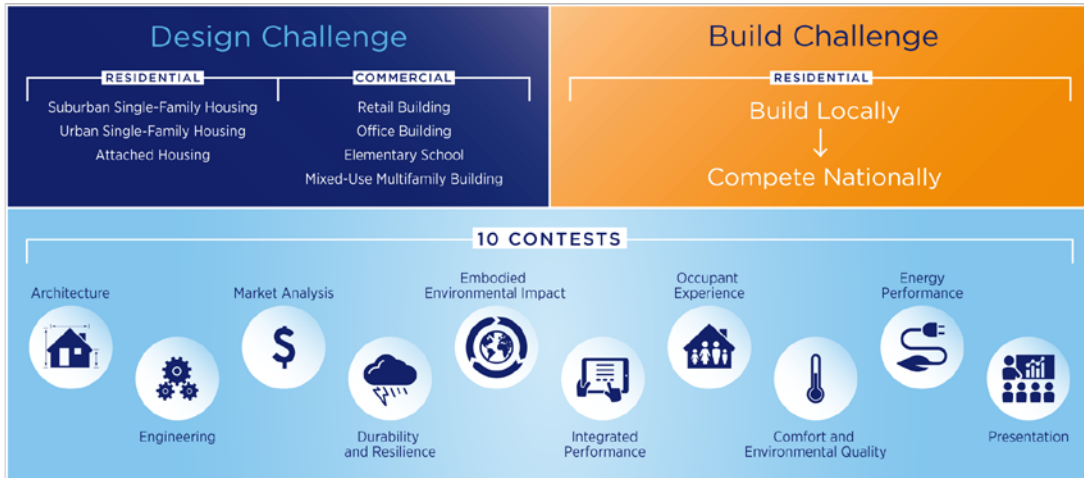 Design Challenge
RESIDENTIAL
Suburban Single-Family Housing
Urban Single-Family Housing
Attached Housing
COMMERCIAL
Retail Building
Office Building
Elementary School
Mixed-Use Multifamily Building
Build Challenge
RESIDENTIAL
Build Locally
Compete Nationally
10 CONTESTS
Architecture
Engineering
Market Analysis
$
Durability
and Resilience
Embodied
Environmental Impact
Integrated
Performance
Occupant
Experience
Comfort and
Environmental Quality
Energy
Performance
Presentation